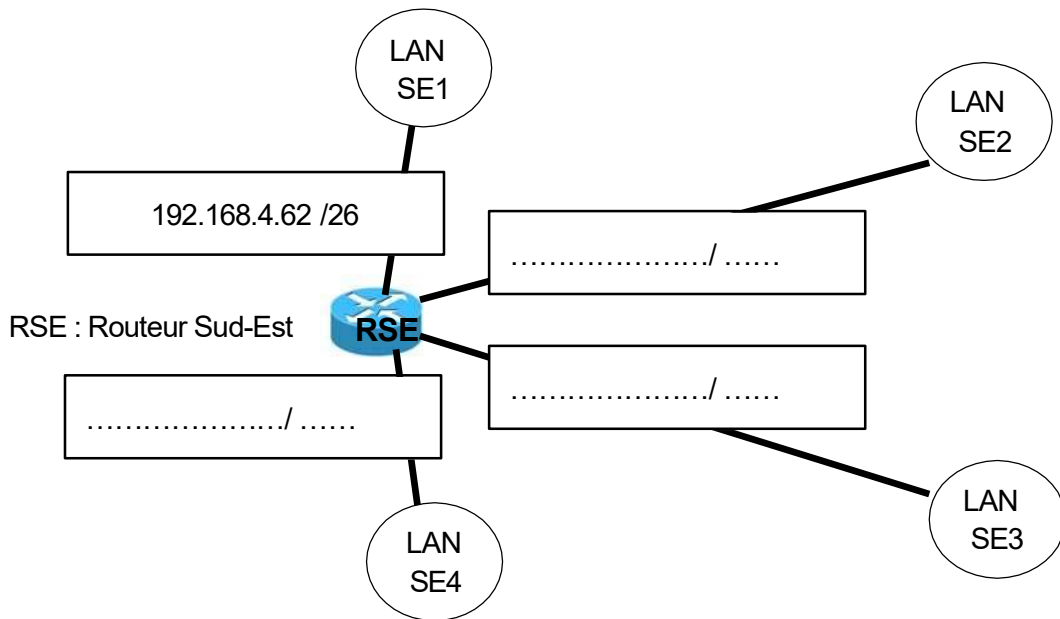 LAN
SE1
LAN
SE2
192.168.4.62 /26
…………………/ ……
RSE : Routeur Sud-Est
RSE
…………………/ ……
…………………/ ……
LAN
SE3
LAN
SE4